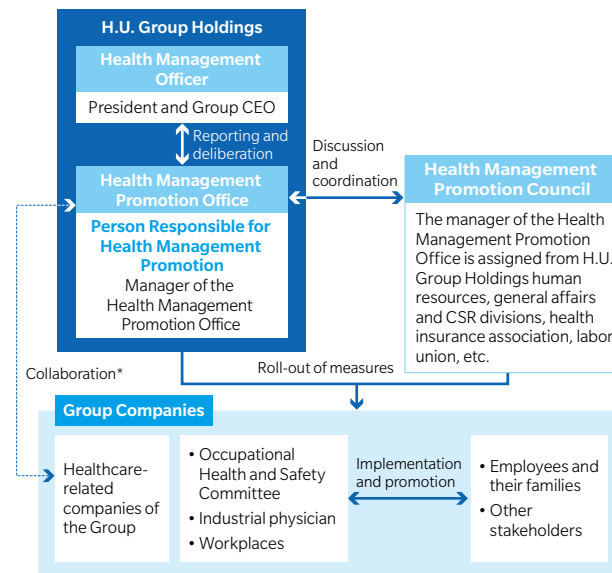 H.U. Group Holdings
Health Management
Officer
President and Group CEO
Reporting and
deliberation
Discussion
and
coordination
Health Management
Promotion Office
Person Responsible for
Health Management
Promotion
Manager of the
Health Management
Promotion Office
Health Management
Promotion Council
The manager of the Health
Management Promotion
Office is assigned from H.U.
Group Holdings human
resources, general affairs
and CSR divisions, health
insurance association, labor
union, etc.
Collaboration*
Roll-out of measures
Group Companies
Healthcare-
related
companies of
the Group
• Occupational
Health and Safety
Committee
• Industrial physician
• Workplaces
Implementation
and promotion
• Employees and
their families
• Other
stakeholders